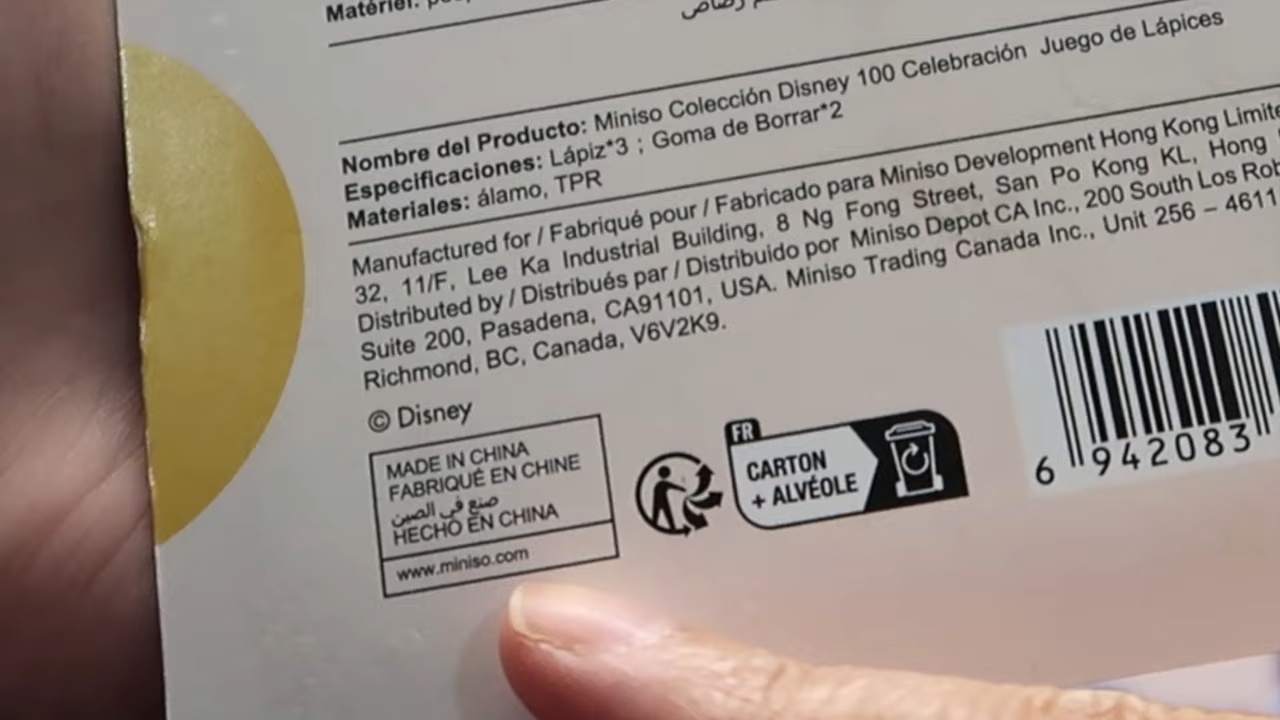 Matériel:
Nombre del Producto: Miniso Colección Disney 100 Celebración Juego de Lápices
Especificaciones: Lápiz*3 ; Goma de Borrar*2
Materiales: álamo, TPR
Manufactured for / Fabriqué pour / Fabricado para Miniso Development Hong Kong Limite
32, 11/F, Lee Ka Industrial Building, 8 Ng Fong Street, San Po Kong KL, Hong
Distributed by / Distribués par / Distribuido por Miniso Depot CA Inc., 200 South Los Rob
Suite 200, Pasadena, CA91101, USA. Miniso Trading Canada Inc., Unit 256 – 4611
Richmond, BC, Canada, V6V2K9.
© Disney
MADE IN CHINA
FABRIQUÉ EN CHINE
صنع في الصين
HECHO EN CHINA
www.miniso.com
FR
CARTON
+ ALVÉOLE
6 942083